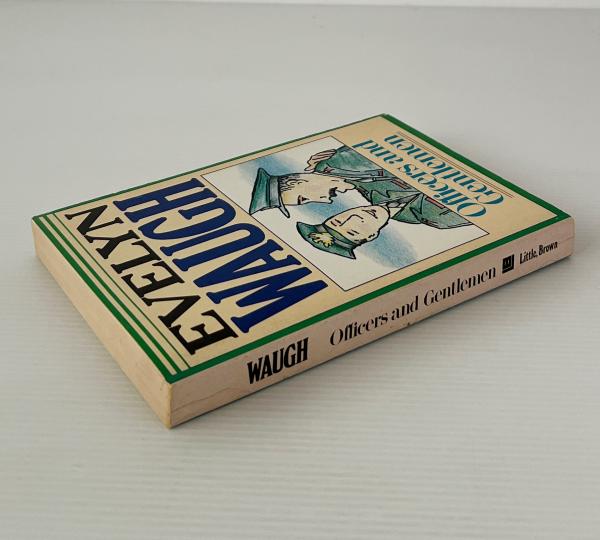 EVELYN
WAUGH
Officers and
Gentlemen
WAUGH Officers and Gentlemen Little, Brown